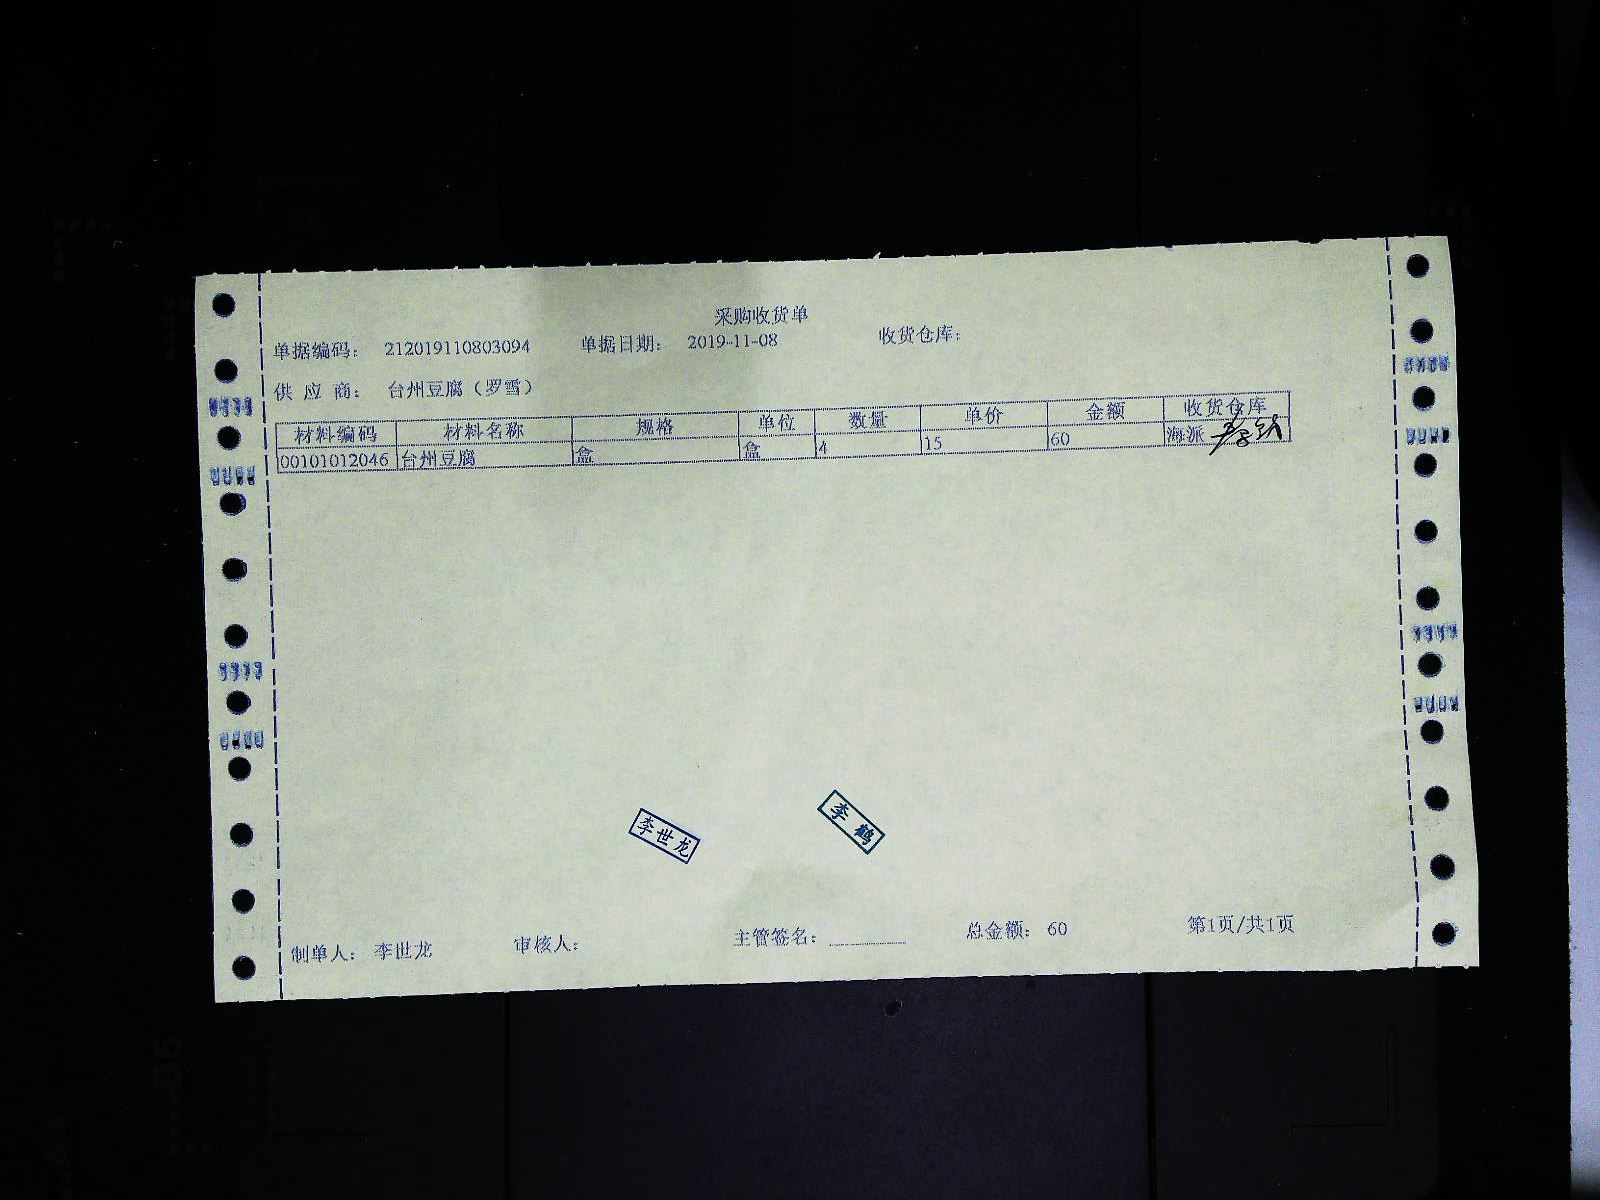 采购收货单
单据编码： 212019110803094 单据日期： 2019-11-08 收货仓库：
供 应 商： 台州豆腐（罗雪）
材料编码 材料名称 规格 单位 数量 单价 金额 收货仓库
00101012046 台州豆腐 盒 盒 4 15 60 海派
李世龙
李鹤
制单人： 李世龙 审核人： 主管签名： 总金额： 60 第1页/共1页